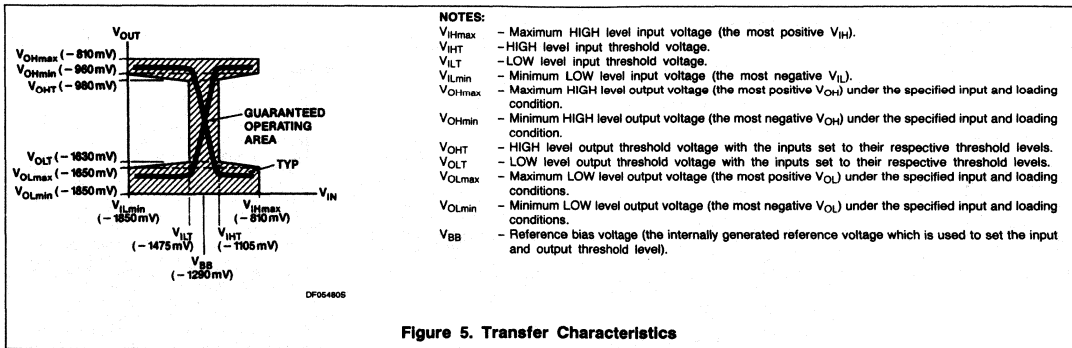 VOUT
VOHmax (−810mV)
VOHmin (−960mV)
VOHT (−980mV)
GUARANTEED
OPERATING
AREA
VOLT (−1630mV)
TYP
VOLmax (−1650mV)
VOLmin (−1850mV)
VIN
VILmin
(−1850mV)
VIHmax
(−810mV)
VILT
(−1475mV)
VIHT
(−1105mV)
VBB
(−1290mV)
DF05480S
NOTES:
VIHmax – Maximum HIGH level input voltage (the most positive VIH).
VIHT – HIGH level input threshold voltage.
VILT – LOW level input threshold voltage.
VILmin – Minimum LOW level input voltage (the most negative VIL).
VOHmax – Maximum HIGH level output voltage (the most positive VOH) under the specified input and loading
condition.
VOHmin – Minimum HIGH level output voltage (the most negative VOH) under the specified input and loading
condition.
VOHT – HIGH level output threshold voltage with the inputs set to their respective threshold levels.
VOLT – LOW level output threshold voltage with the inputs set to their respective threshold levels.
VOLmax – Maximum LOW level output voltage (the most positive VOL) under the specified input and loading
conditions.
VOLmin – Minimum LOW level output voltage (the most negative VOL) under the specified input and loading
conditions.
VBB – Reference bias voltage (the internally generated reference voltage which is used to set the input
and output threshold level).
Figure 5. Transfer Characteristics